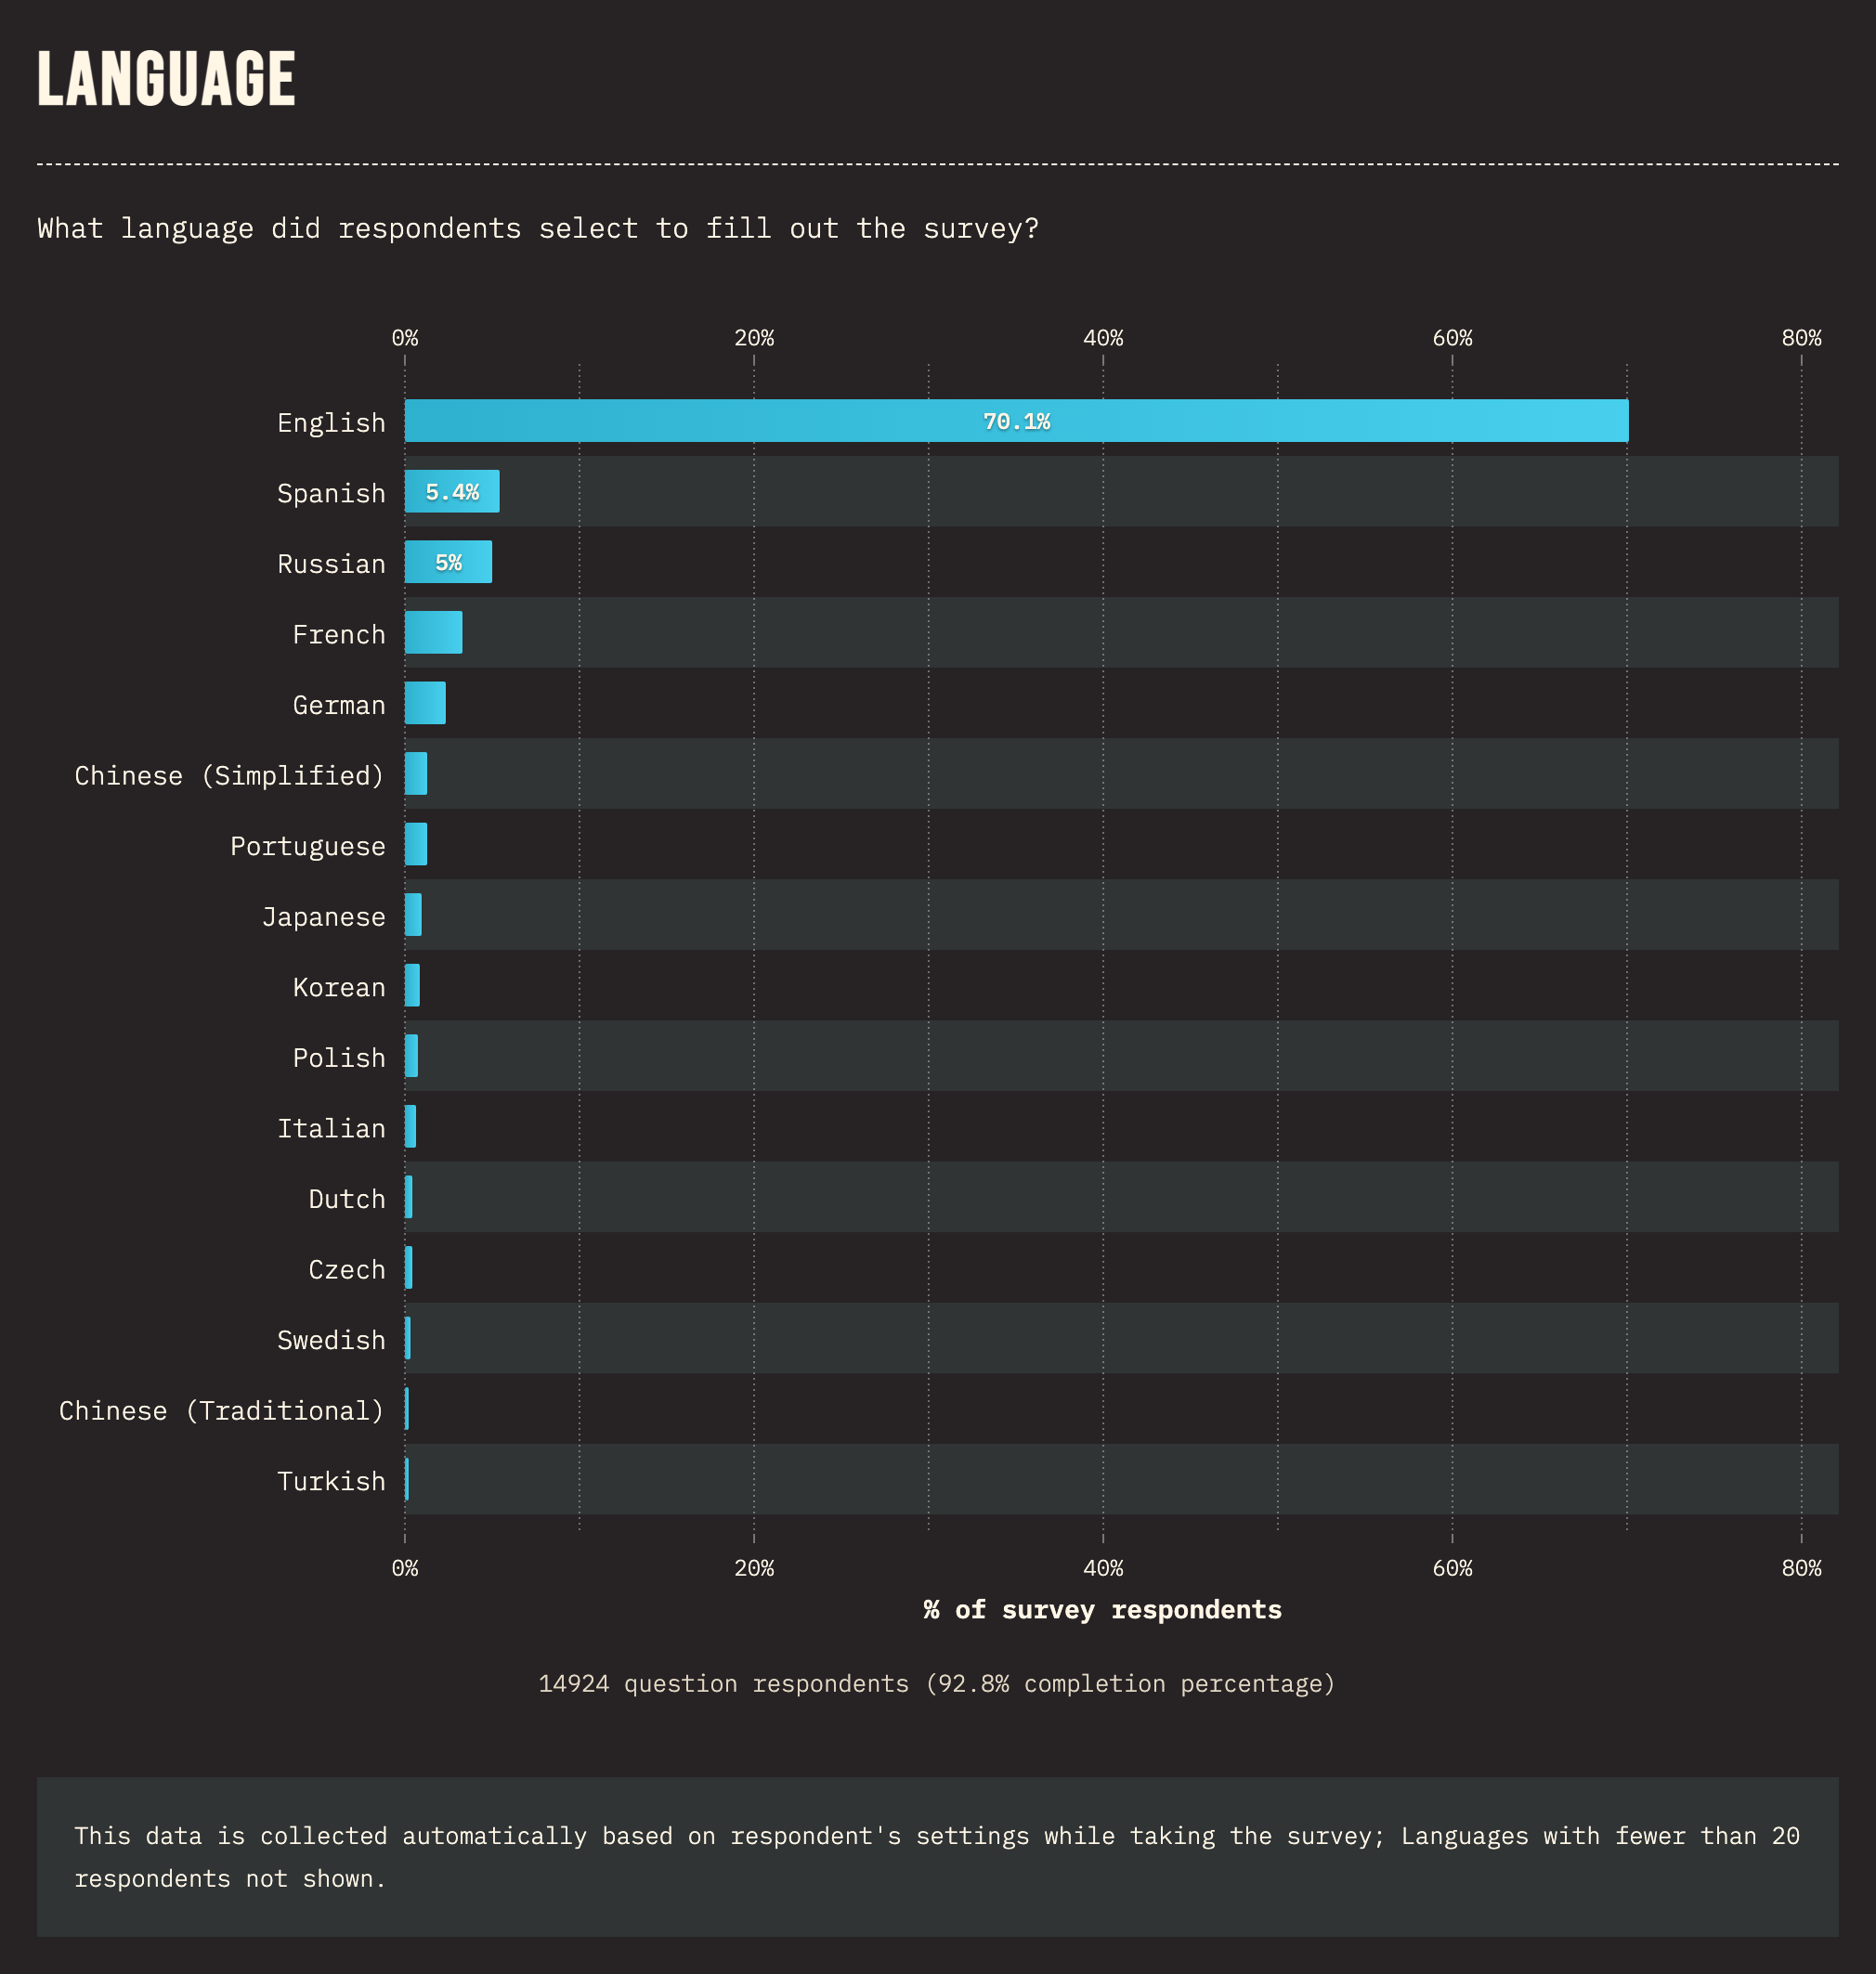 LANGUAGE
What language did respondents select to fill out the survey?
0% 20% 40% 60% 80%
English 70.1%
Spanish 5.4%
Russian 5%
French
German
Chinese (Simplified)
Portuguese
Japanese
Korean
Polish
Italian
Dutch
Czech
Swedish
Chinese (Traditional)
Turkish
0% 20% 40% 60% 80%
% of survey respondents
14924 question respondents (92.8% completion percentage)
This data is collected automatically based on respondent's settings while taking the survey; Languages with fewer than 20
respondents not shown.